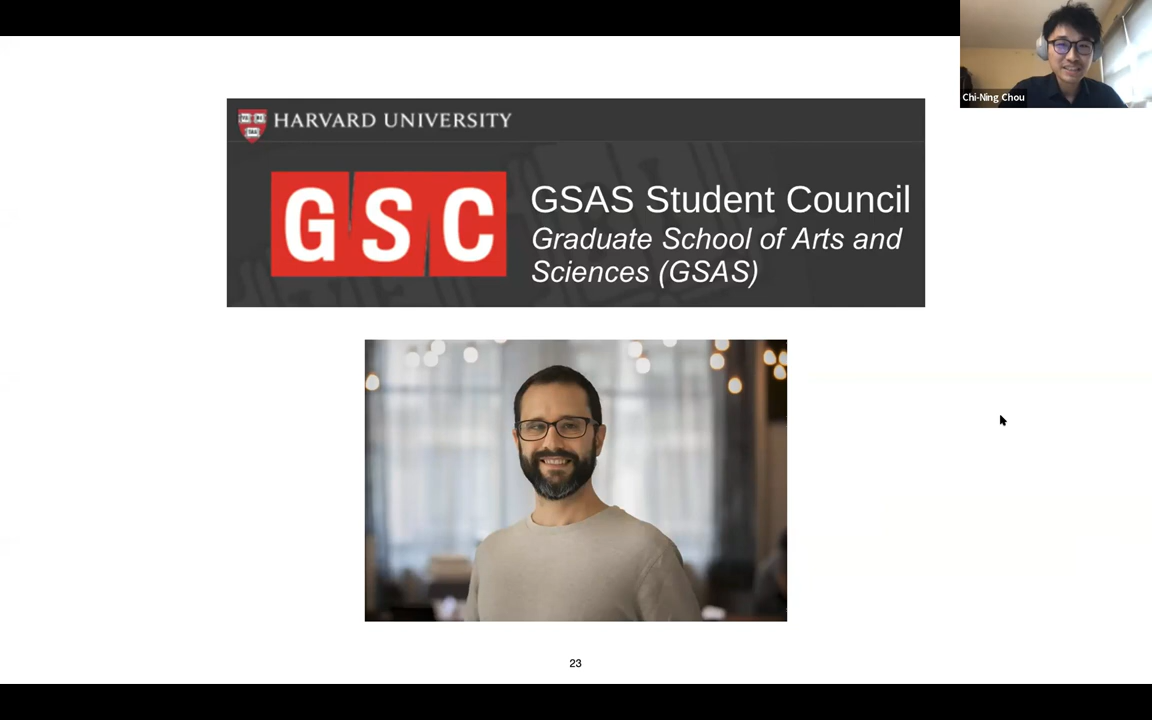 Chi-Ning Chou
HARVARD UNIVERSITY
GSC
GSAS Student Council
Graduate School of Arts and
Sciences (GSAS)
23